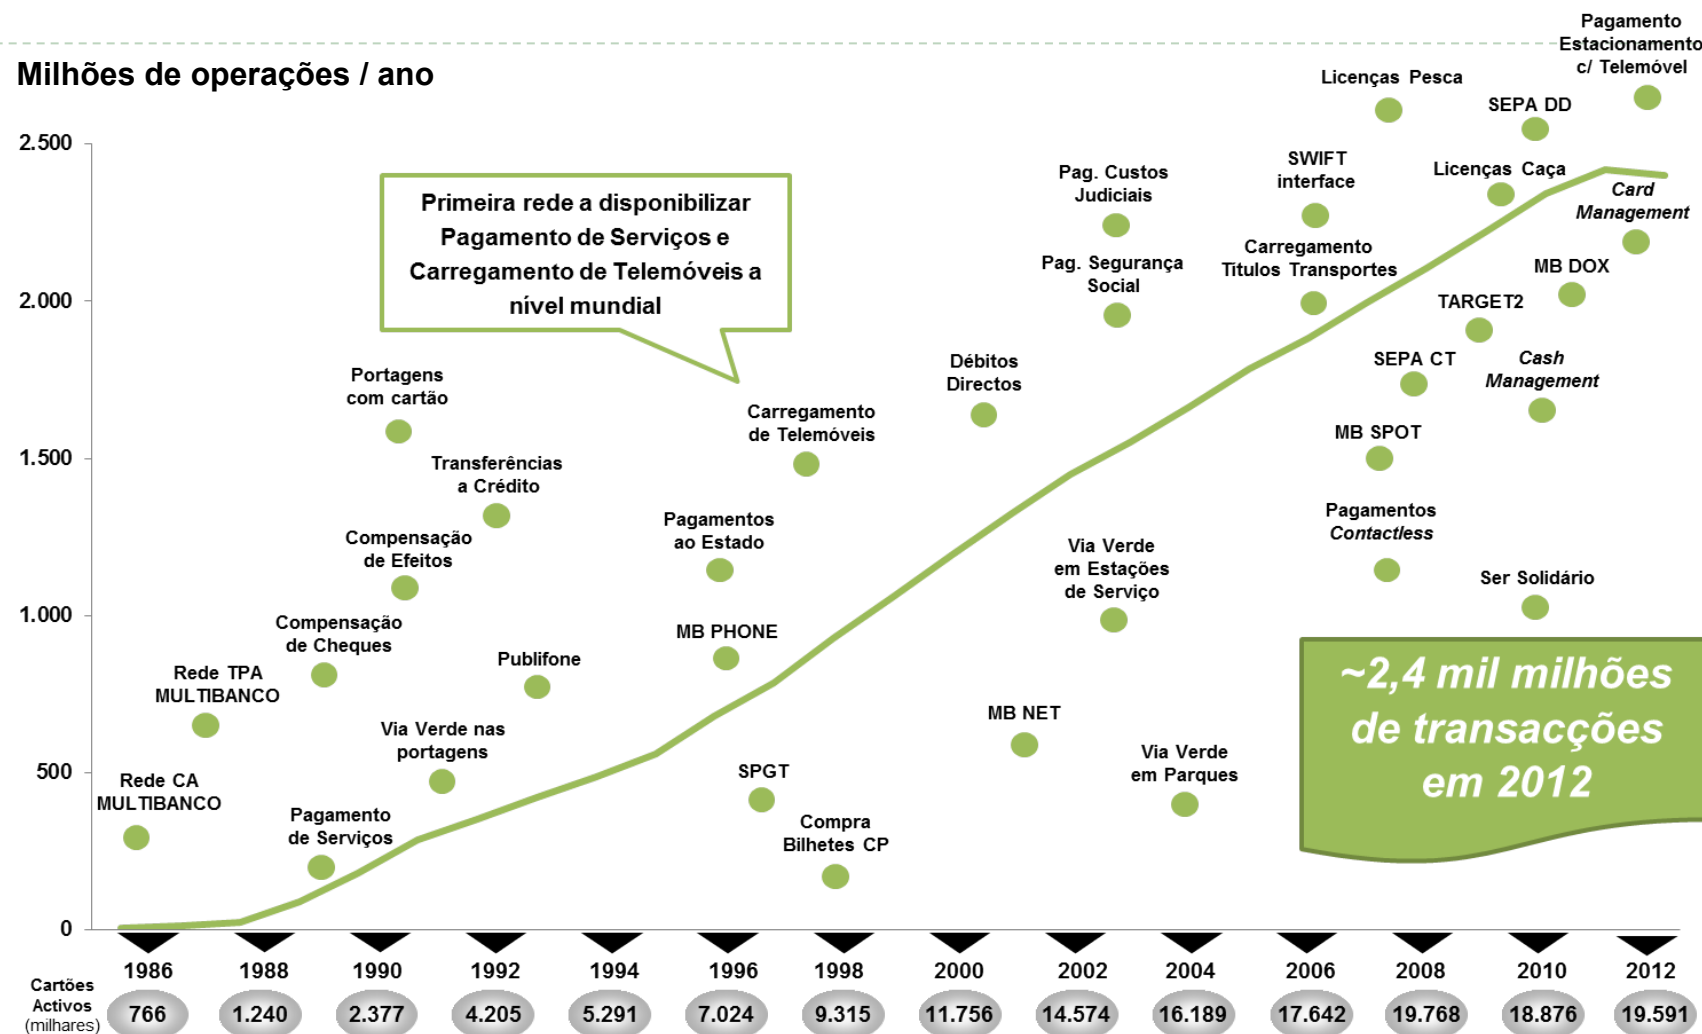 Milhões de operações / ano
Pagamento
Estacionamento
c/ Telemóvel
Licenças Pesca
SEPA DD
2.500
Primeira rede a disponibilizar
Pagamento de Serviços e
Carregamento de Telemóveis a
nível mundial
Pag. Custos
Judiciais
SWIFT
interface
Licenças Caça
Card
Management
Pag. Segurança
Social
Carregamento
Titulos Transportes
MB DOX
2.000
TARGET2
Portagens
com cartão
Débitos
Directos
SEPA CT
Cash
Management
Carregamento
de Telemóveis
MB SPOT
1.500
Transferências
a Crédito
Pagamentos
ao Estado
Pagamentos
Contactless
Compensação
de Efeitos
Via Verde
em Estações
de Serviço
Ser Solidário
1.000
Compensação
de Cheques
MB PHONE
Publifone
Rede TPA
MULTIBANCO
~2,4 mil milhões
de transacções
em 2012
MB NET
Via Verde nas
portagens
Via Verde
em Parques
500
SPGT
Rede CA
MULTIBANCO
Pagamento
de Serviços
Compra
Bilhetes CP
0
1986 1988 1990 1992 1994 1996 1998 2000 2002 2004 2006 2008 2010 2012
Cartões
Activos
(milhares)
766 1.240 2.377 4.205 5.291 7.024 9.315 11.756 14.574 16.189 17.642 19.768 18.876 19.591